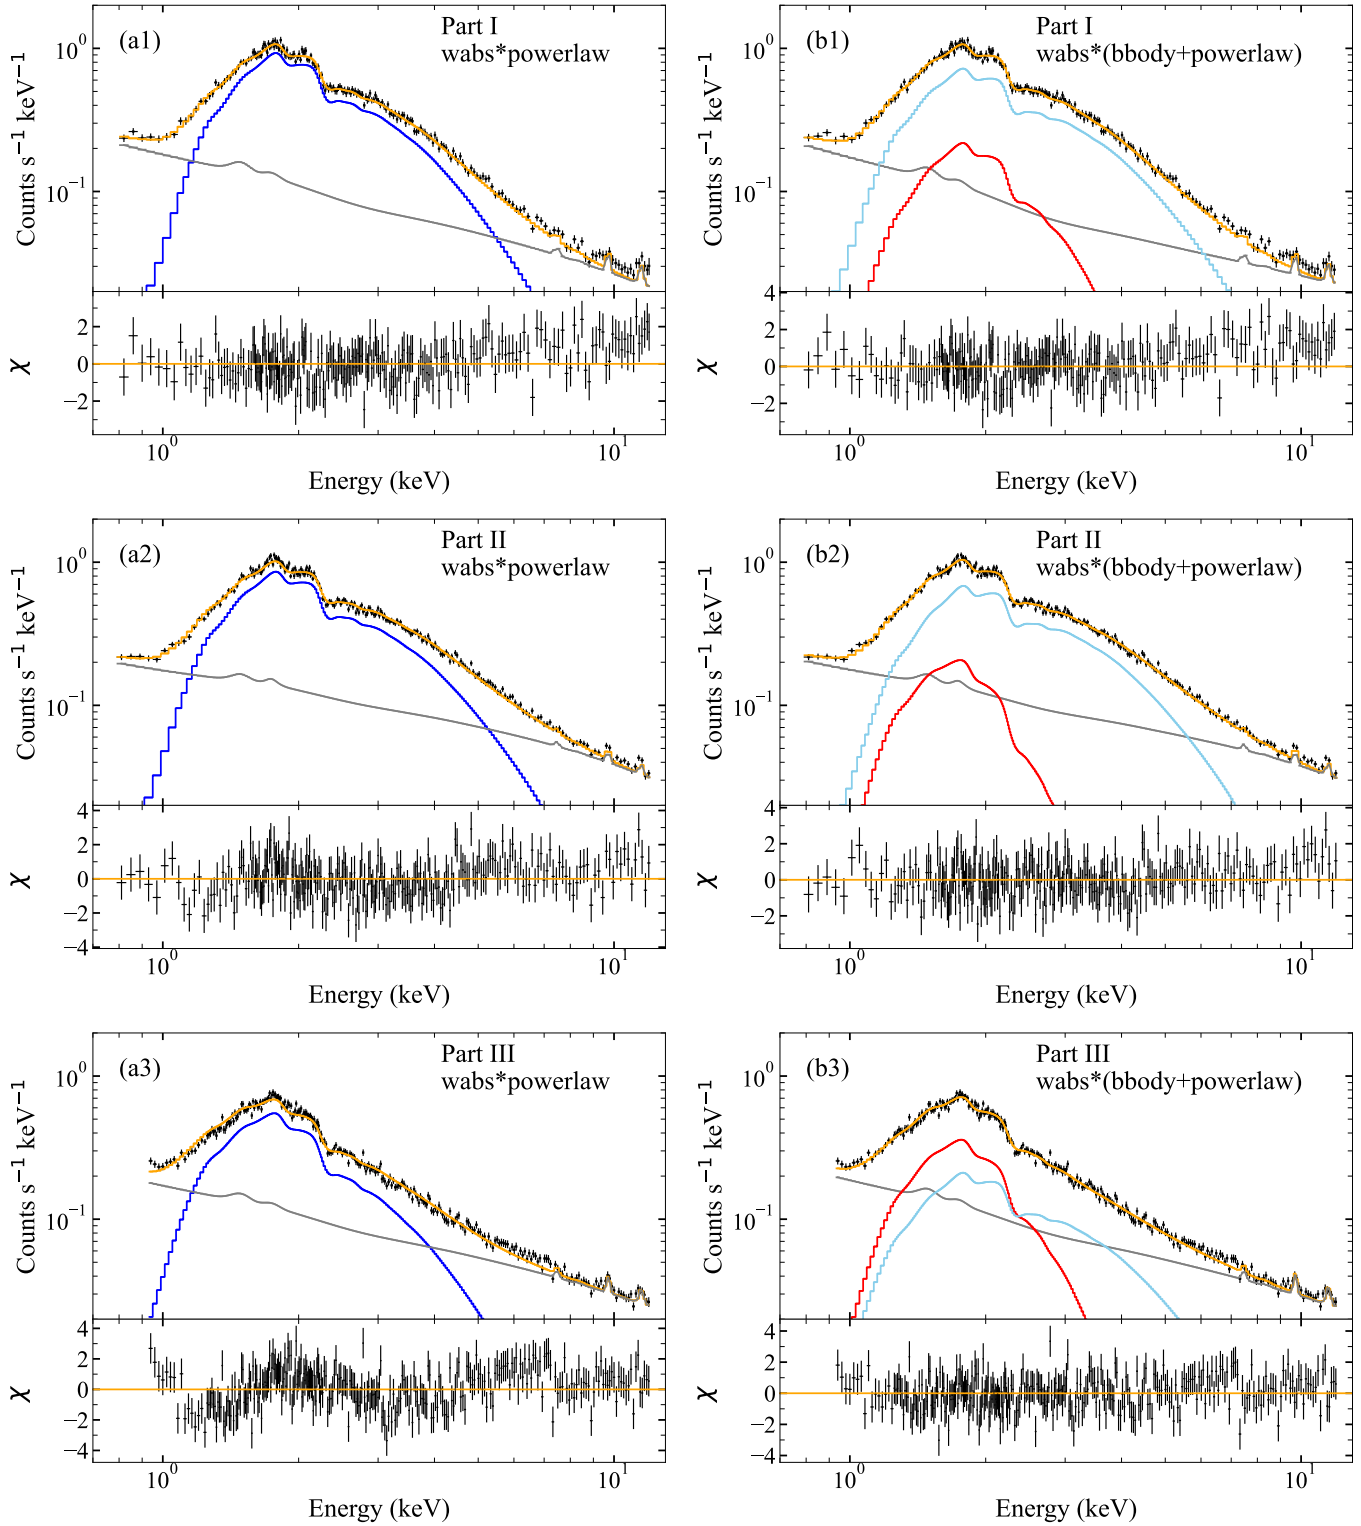 (a1) Part I
wabs*powerlaw
Counts s⁻¹ keV⁻¹
10⁰
10⁻¹
χ
2
0
−2
10⁰ 10¹
Energy (keV)
(b1) Part I
wabs*(bbody+powerlaw)
Counts s⁻¹ keV⁻¹
10⁰
10⁻¹
χ
4
2
0
−2
10⁰ 10¹
Energy (keV)
(a2) Part II
wabs*powerlaw
Counts s⁻¹ keV⁻¹
10⁰
10⁻¹
χ
4
2
0
−2
−4
10⁰ 10¹
Energy (keV)
(b2) Part II
wabs*(bbody+powerlaw)
Counts s⁻¹ keV⁻¹
10⁰
10⁻¹
χ
4
2
0
−2
10⁰ 10¹
Energy (keV)
(a3) Part III
wabs*powerlaw
Counts s⁻¹ keV⁻¹
10⁰
10⁻¹
χ
4
2
0
−2
−4
10⁰ 10¹
Energy (keV)
(b3) Part III
wabs*(bbody+powerlaw)
Counts s⁻¹ keV⁻¹
10⁰
10⁻¹
χ
4
2
0
−2
−4
10⁰ 10¹
Energy (keV)